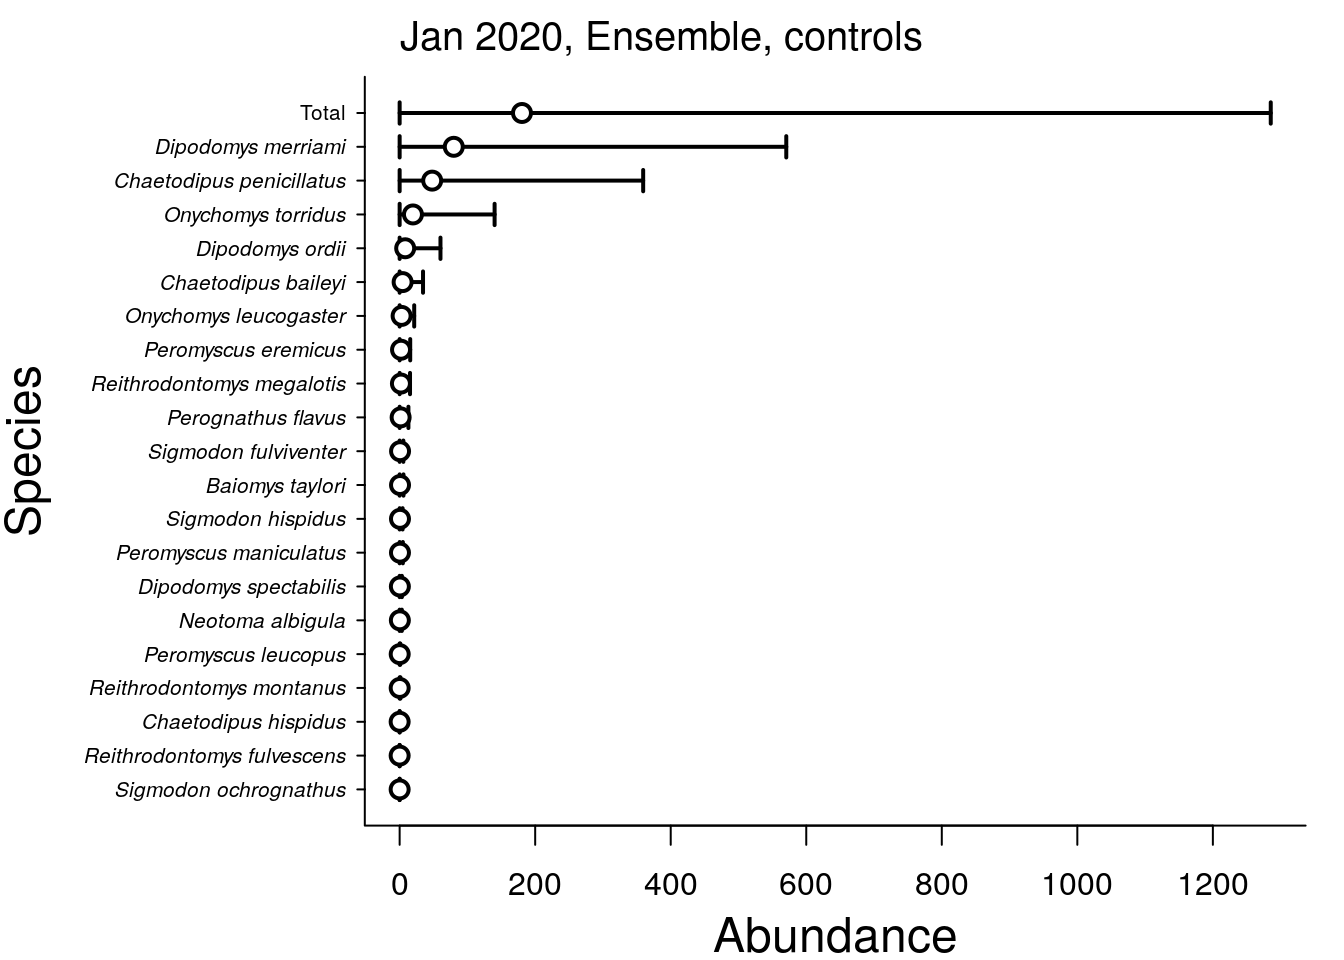 Jan 2020, Ensemble, controls
Species
Total
Dipodomys merriami
Chaetodipus penicillatus
Onychomys torridus
Dipodomys ordii
Chaetodipus baileyi
Onychomys leucogaster
Peromyscus eremicus
Reithrodontomys megalotis
Perognathus flavus
Sigmodon fulviventer
Baiomys taylori
Sigmodon hispidus
Peromyscus maniculatus
Dipodomys spectabilis
Neotoma albigula
Peromyscus leucopus
Reithrodontomys montanus
Chaetodipus hispidus
Reithrodontomys fulvescens
Sigmodon ochrognathus
0 200 400 600 800 1000 1200
Abundance